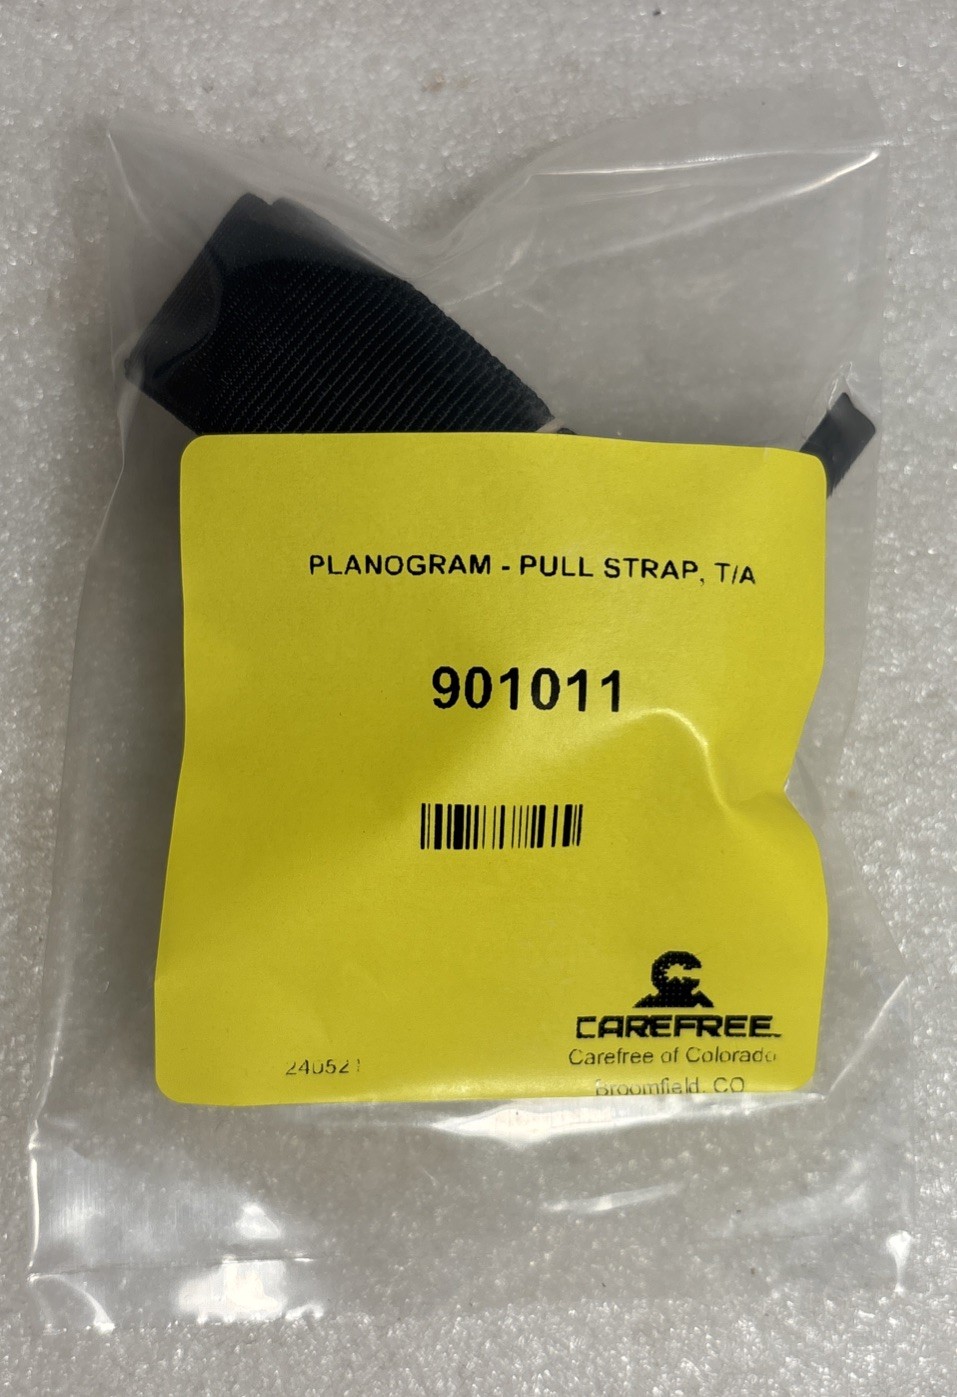 PLANOGRAM - PULL STRAP, T/A
901011
CAREFREE
Carefree of Colorado
240521
Broomfield, CO